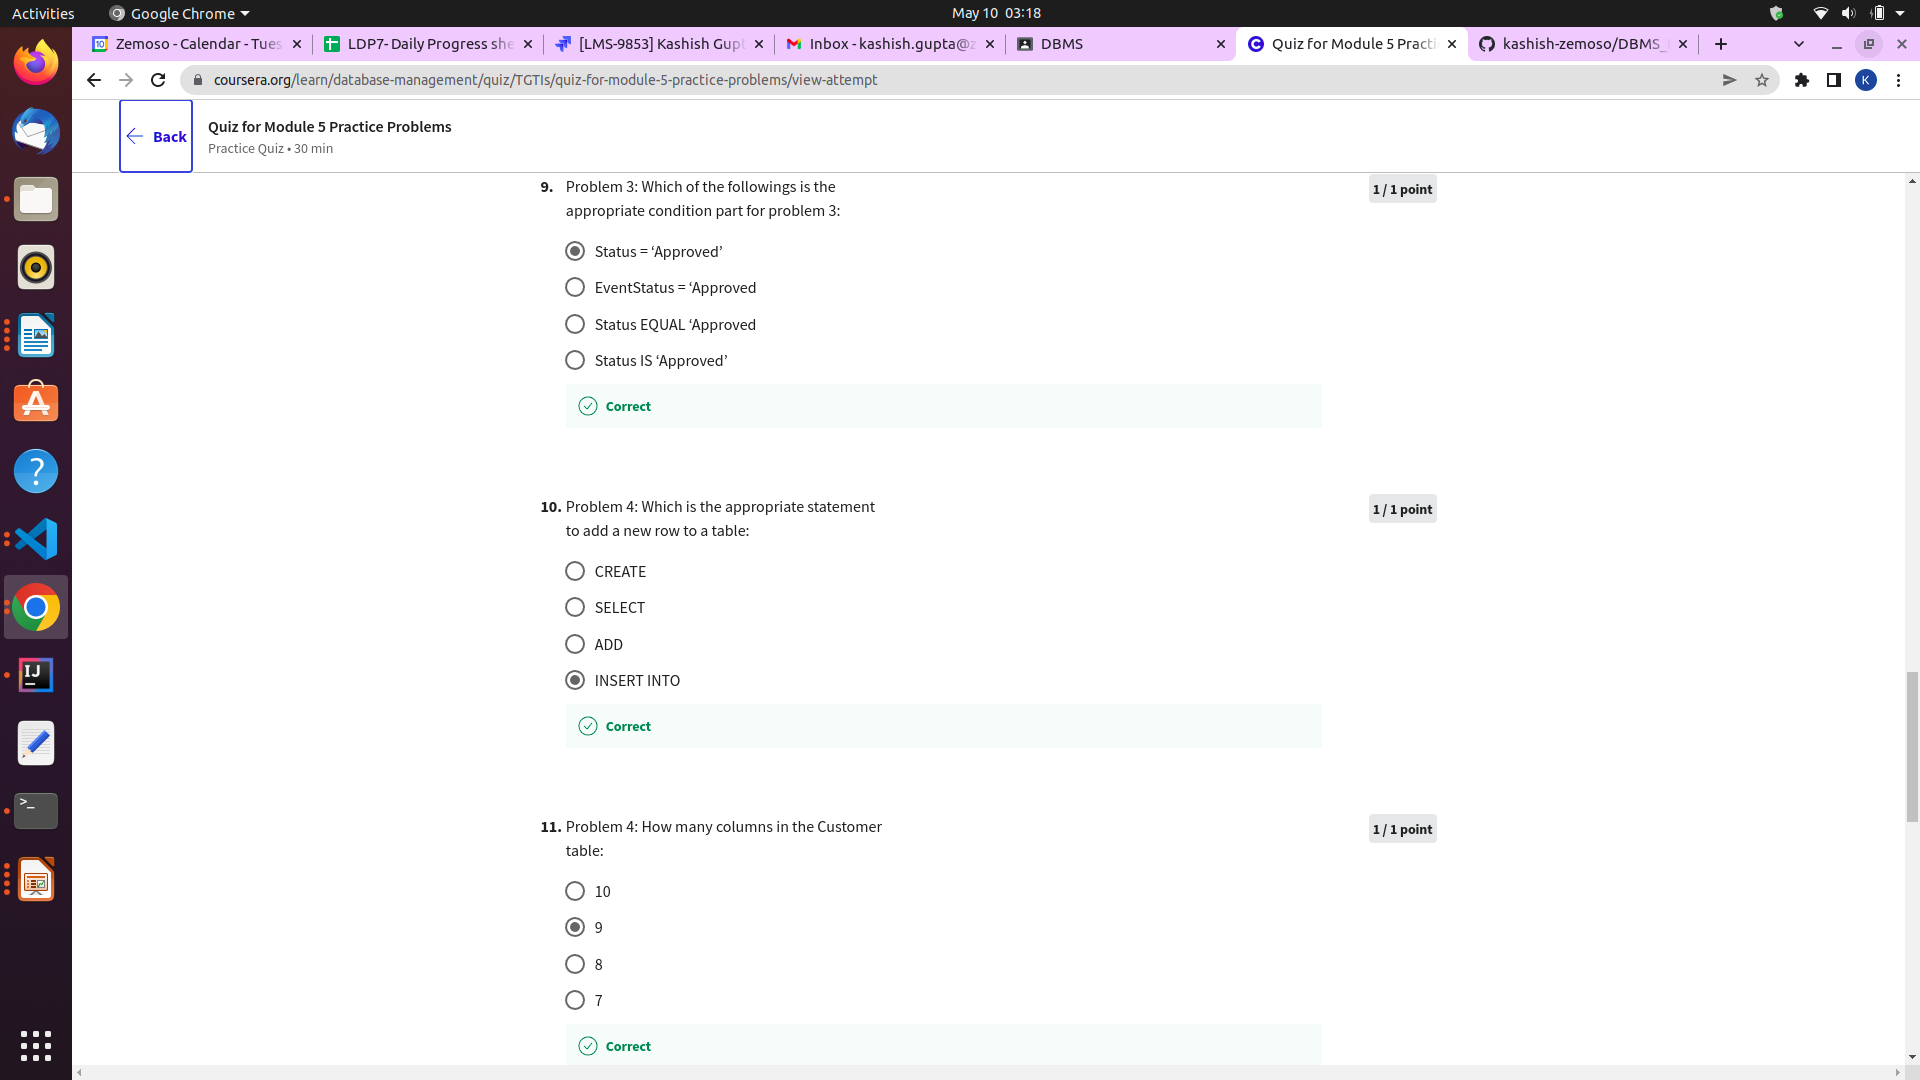 Activities
Google Chrome
May 10 03:18
Zemoso - Calendar - Tues
LDP7- Daily Progress she
[LMS-9853] Kashish Gupt
Inbox - kashish.gupta@z
DBMS
Quiz for Module 5 Practi
kashish-zemoso/DBMS_
coursera.org/learn/database-management/quiz/TGTIs/quiz-for-module-5-practice-problems/view-attempt
K
Back
Quiz for Module 5 Practice Problems
Practice Quiz • 30 min
9. Problem 3: Which of the followings is the
appropriate condition part for problem 3:
1 / 1 point
Status = ‘Approved’
EventStatus = ‘Approved
Status EQUAL ‘Approved
Status IS ‘Approved’
Correct
10. Problem 4: Which is the appropriate statement
to add a new row to a table:
1 / 1 point
CREATE
SELECT
ADD
INSERT INTO
Correct
11. Problem 4: How many columns in the Customer
table:
1 / 1 point
10
9
8
7
Correct